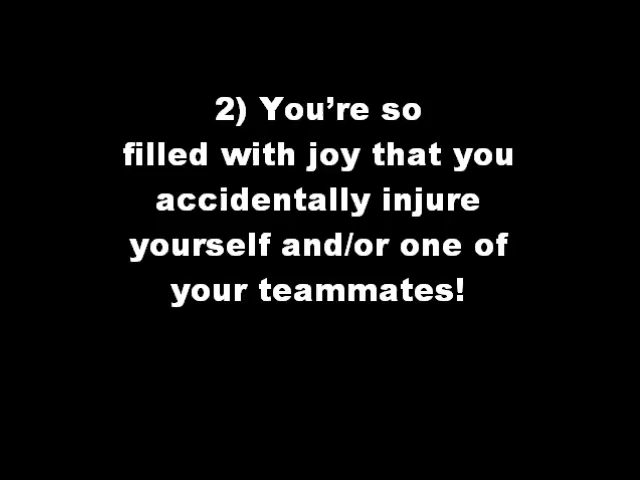 2) You’re so
filled with joy that you
accidentally injure
yourself and/or one of
your teammates!